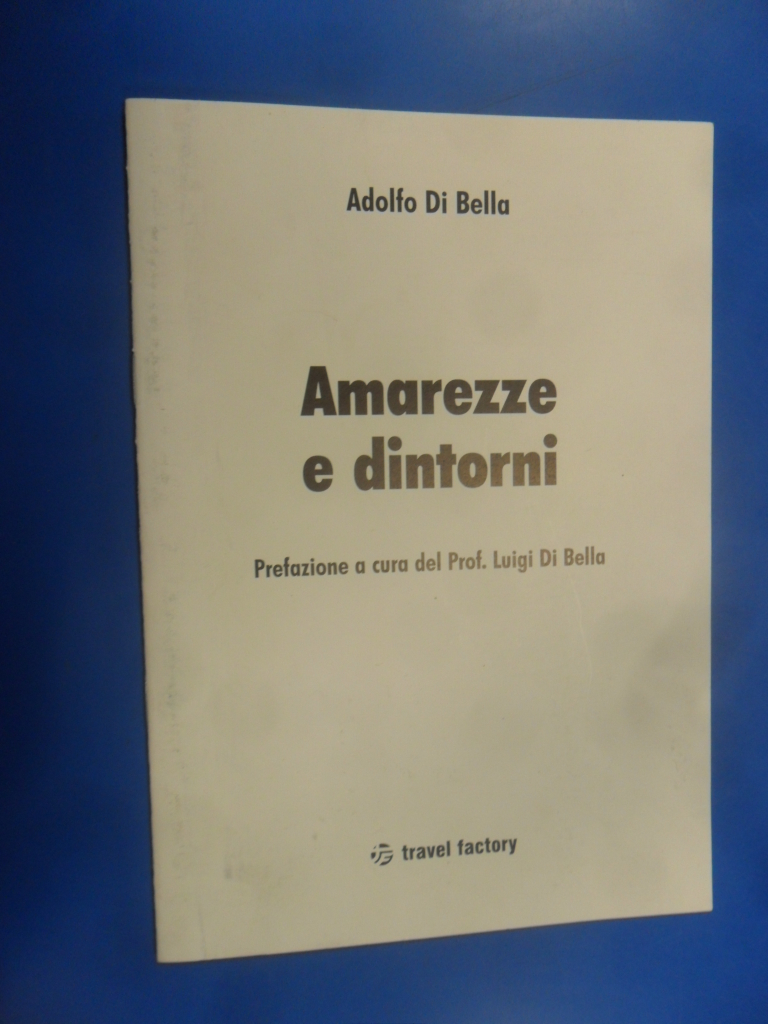 Adolfo Di Bella
Amarezze
e dintorni
Prefazione a cura del Prof. Luigi Di Bella
travel factory